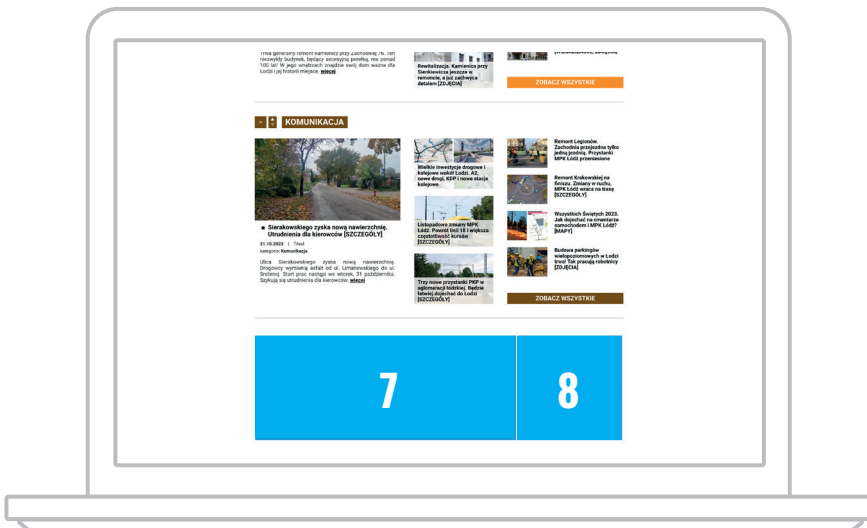 Trwa generalny remont kamienicy przy Zachodniej 76. Ten
niezwykły budynek, będący secesyjną perełką, ma ponad
100 lat! W jego wnętrzach znajdzie swój dom ważne dla
Łodzi i jej historii miejsce. więcej
Rewitalizacja. Kamienica przy
Sienkiewicza jeszcze w
remoncie, a już zachwyca
detalem [ZDJĘCIA]
ZOBACZ WSZYSTKIE
KOMUNIKACJA
Sierakowskiego zyska nową nawierzchnię.
Utrudnienia dla kierowców [SZCZEGÓŁY]
31.10.2023 | TAwd
kategoria: Komunikacja
Ulica Sierakowskiego zyska nową nawierzchnię.
Drogowcy wymienią asfalt od ul. Limanowskiego do ul.
Srebrnej. Start prac nastąpi we wtorek, 31 października.
Szykują się utrudnienia dla kierowców. więcej
Wielkie inwestycje drogowe i
kolejowe wokół Łodzi. A2,
nowe drogi, KDP i nowe stacje
kolejowe
Listopadowe zmiany MPK
Łódź. Powrót linii 18 i większa
częstotliwość kursów
[SZCZEGÓŁY]
Trzy nowe przystanki PKP w
aglomeracji łódzkiej. Będzie
łatwiej dojechać do Łodzi
[SZCZEGÓŁY]
Remont Legionów.
Zachodnia przejezdna tylko
jedną jezdnią. Przystanki
MPK Łódź przeniesione
Remont Krakowskiej na
finiszu. Zmiany w ruchu,
MPK Łódź wraca na trasę
[SZCZEGÓŁY]
Wszystkich Świętych 2023.
Jak dojechać na cmentarze
samochodem i MPK Łódź?
[MAPY]
Budowa parkingów
wielopoziomowych w Łodzi
trwa! Tak pracują robotnicy
[ZDJĘCIA]
ZOBACZ WSZYSTKIE
7
8